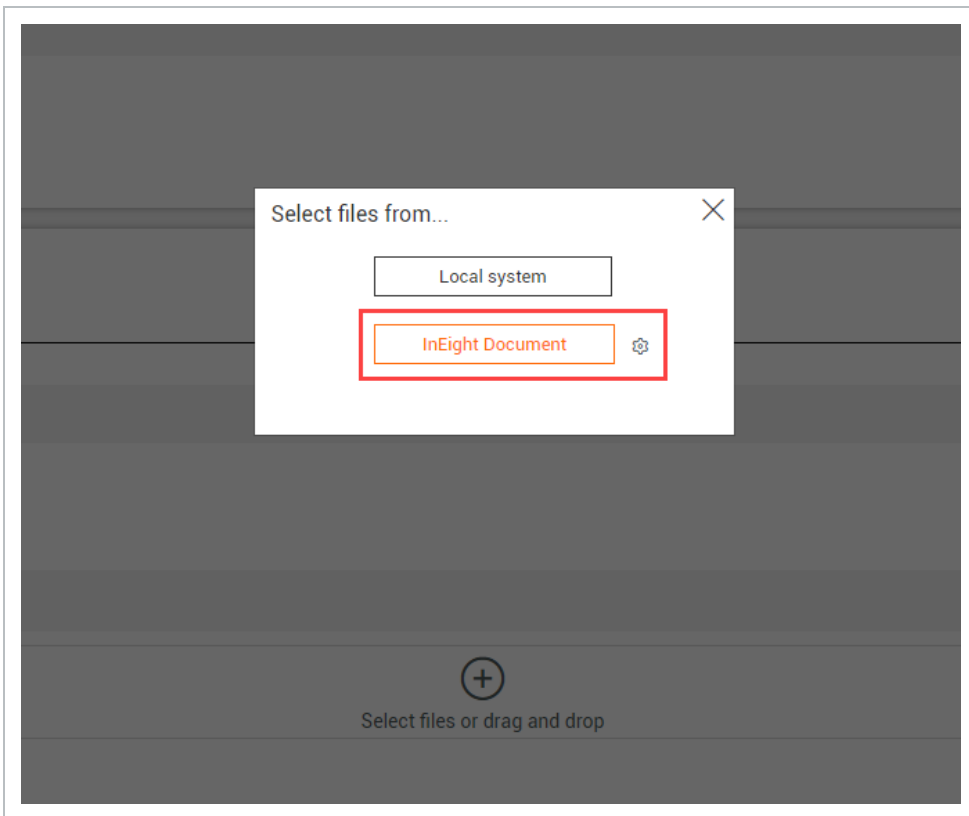 Select files from...
Local system
InEight Document
Select files or drag and drop